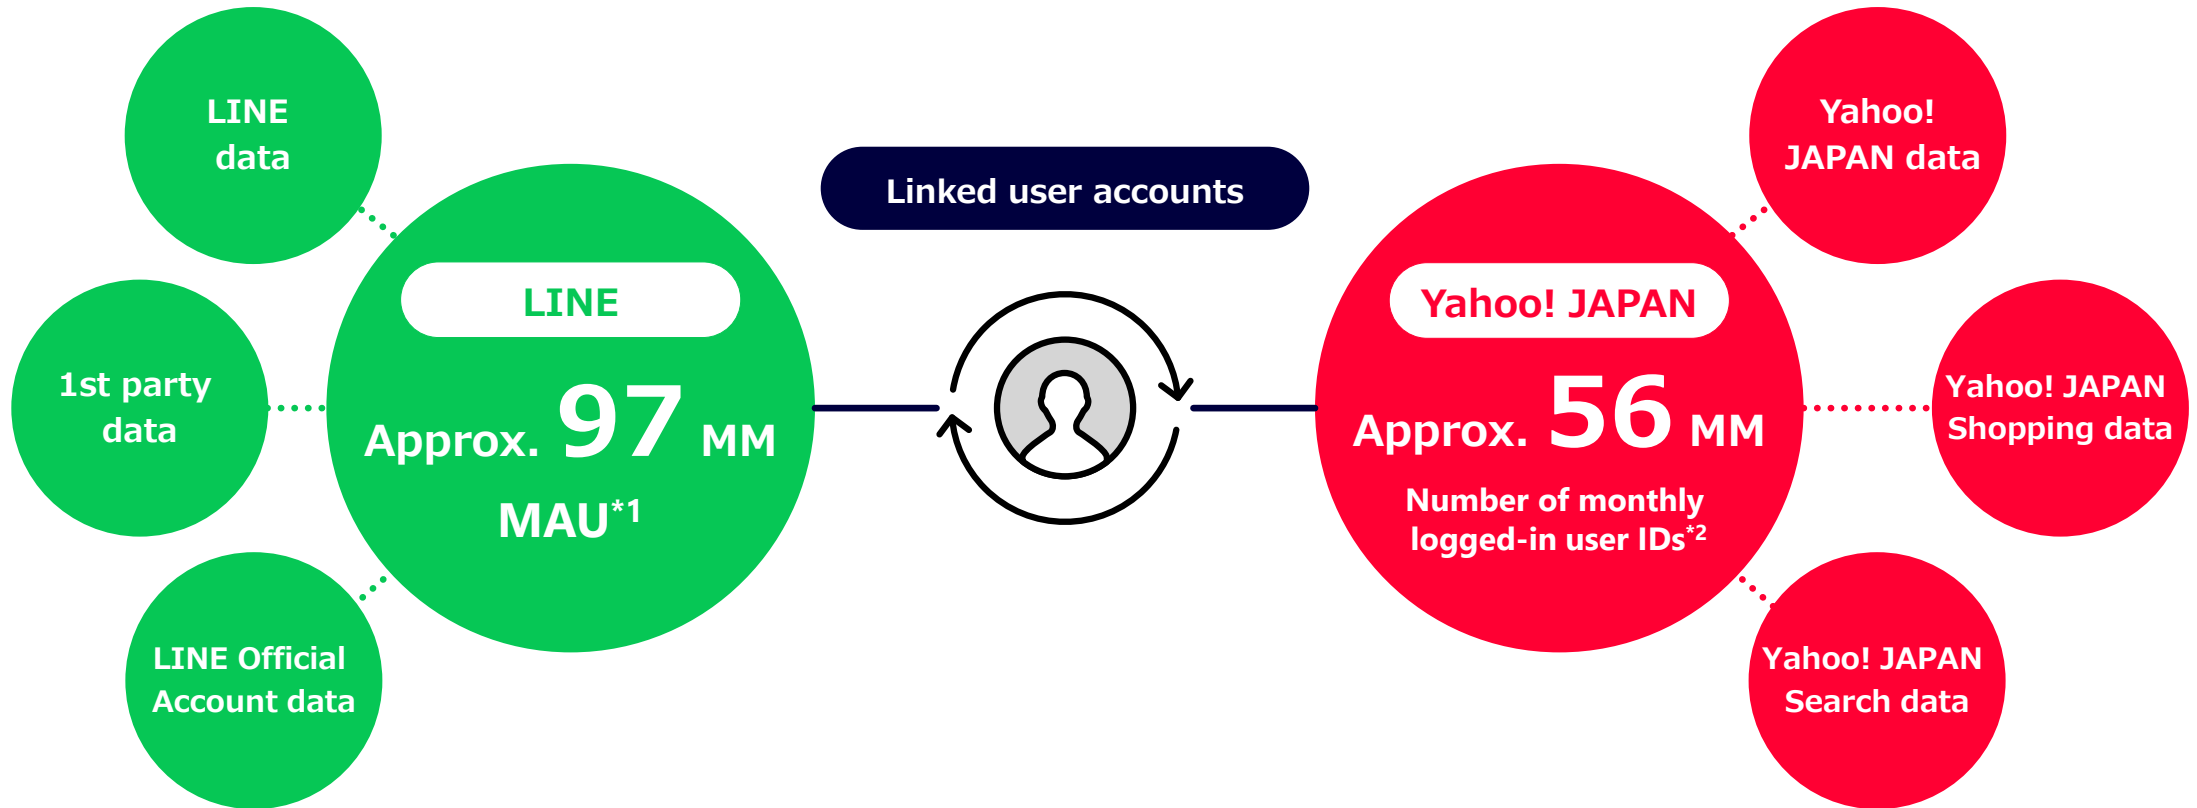 LINE
data
1st party
data
LINE Official
Account data
LINE
Approx. 97 MM
MAU*1
Linked user accounts
Yahoo! JAPAN
Approx. 56 MM
Number of monthly
logged-in user IDs*2
Yahoo!
JAPAN data
Yahoo! JAPAN
Shopping data
Yahoo! JAPAN
Search data